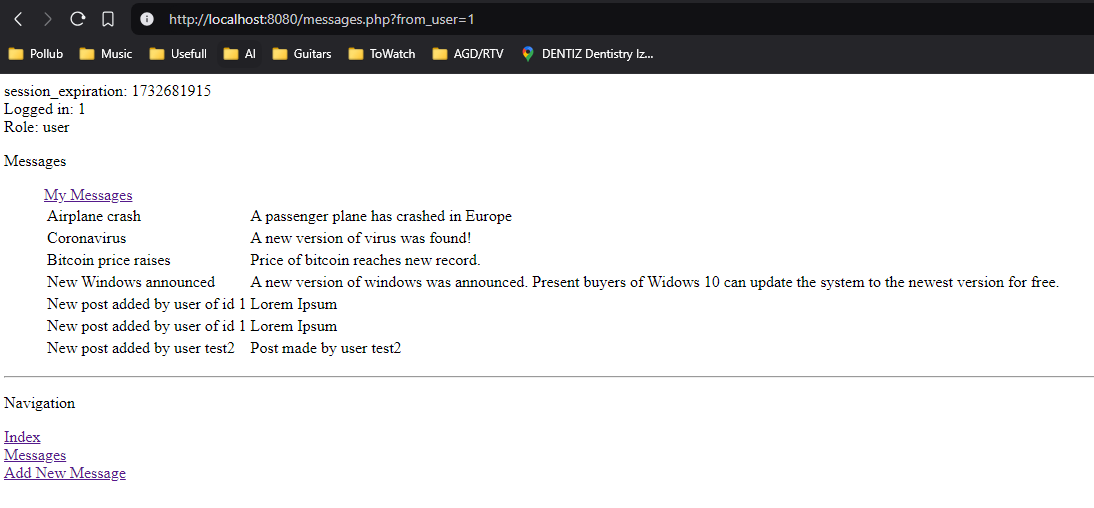 http://localhost:8080/messages.php?from_user=1
Pollub Music Usefull AI Guitars ToWatch AGD/RTV DENTIZ Dentistry Iz...
session_expiration: 1732681915
Logged in: 1
Role: user
Messages
My Messages
Airplane crash A passenger plane has crashed in Europe
Coronavirus A new version of virus was found!
Bitcoin price raises Price of bitcoin reaches new record.
New Windows announced A new version of windows was announced. Present buyers of Widows 10 can update the system to the newest version for free.
New post added by user of id 1 Lorem Ipsum
New post added by user of id 1 Lorem Ipsum
New post added by user test2 Post made by user test2
Navigation
Index
Messages
Add New Message